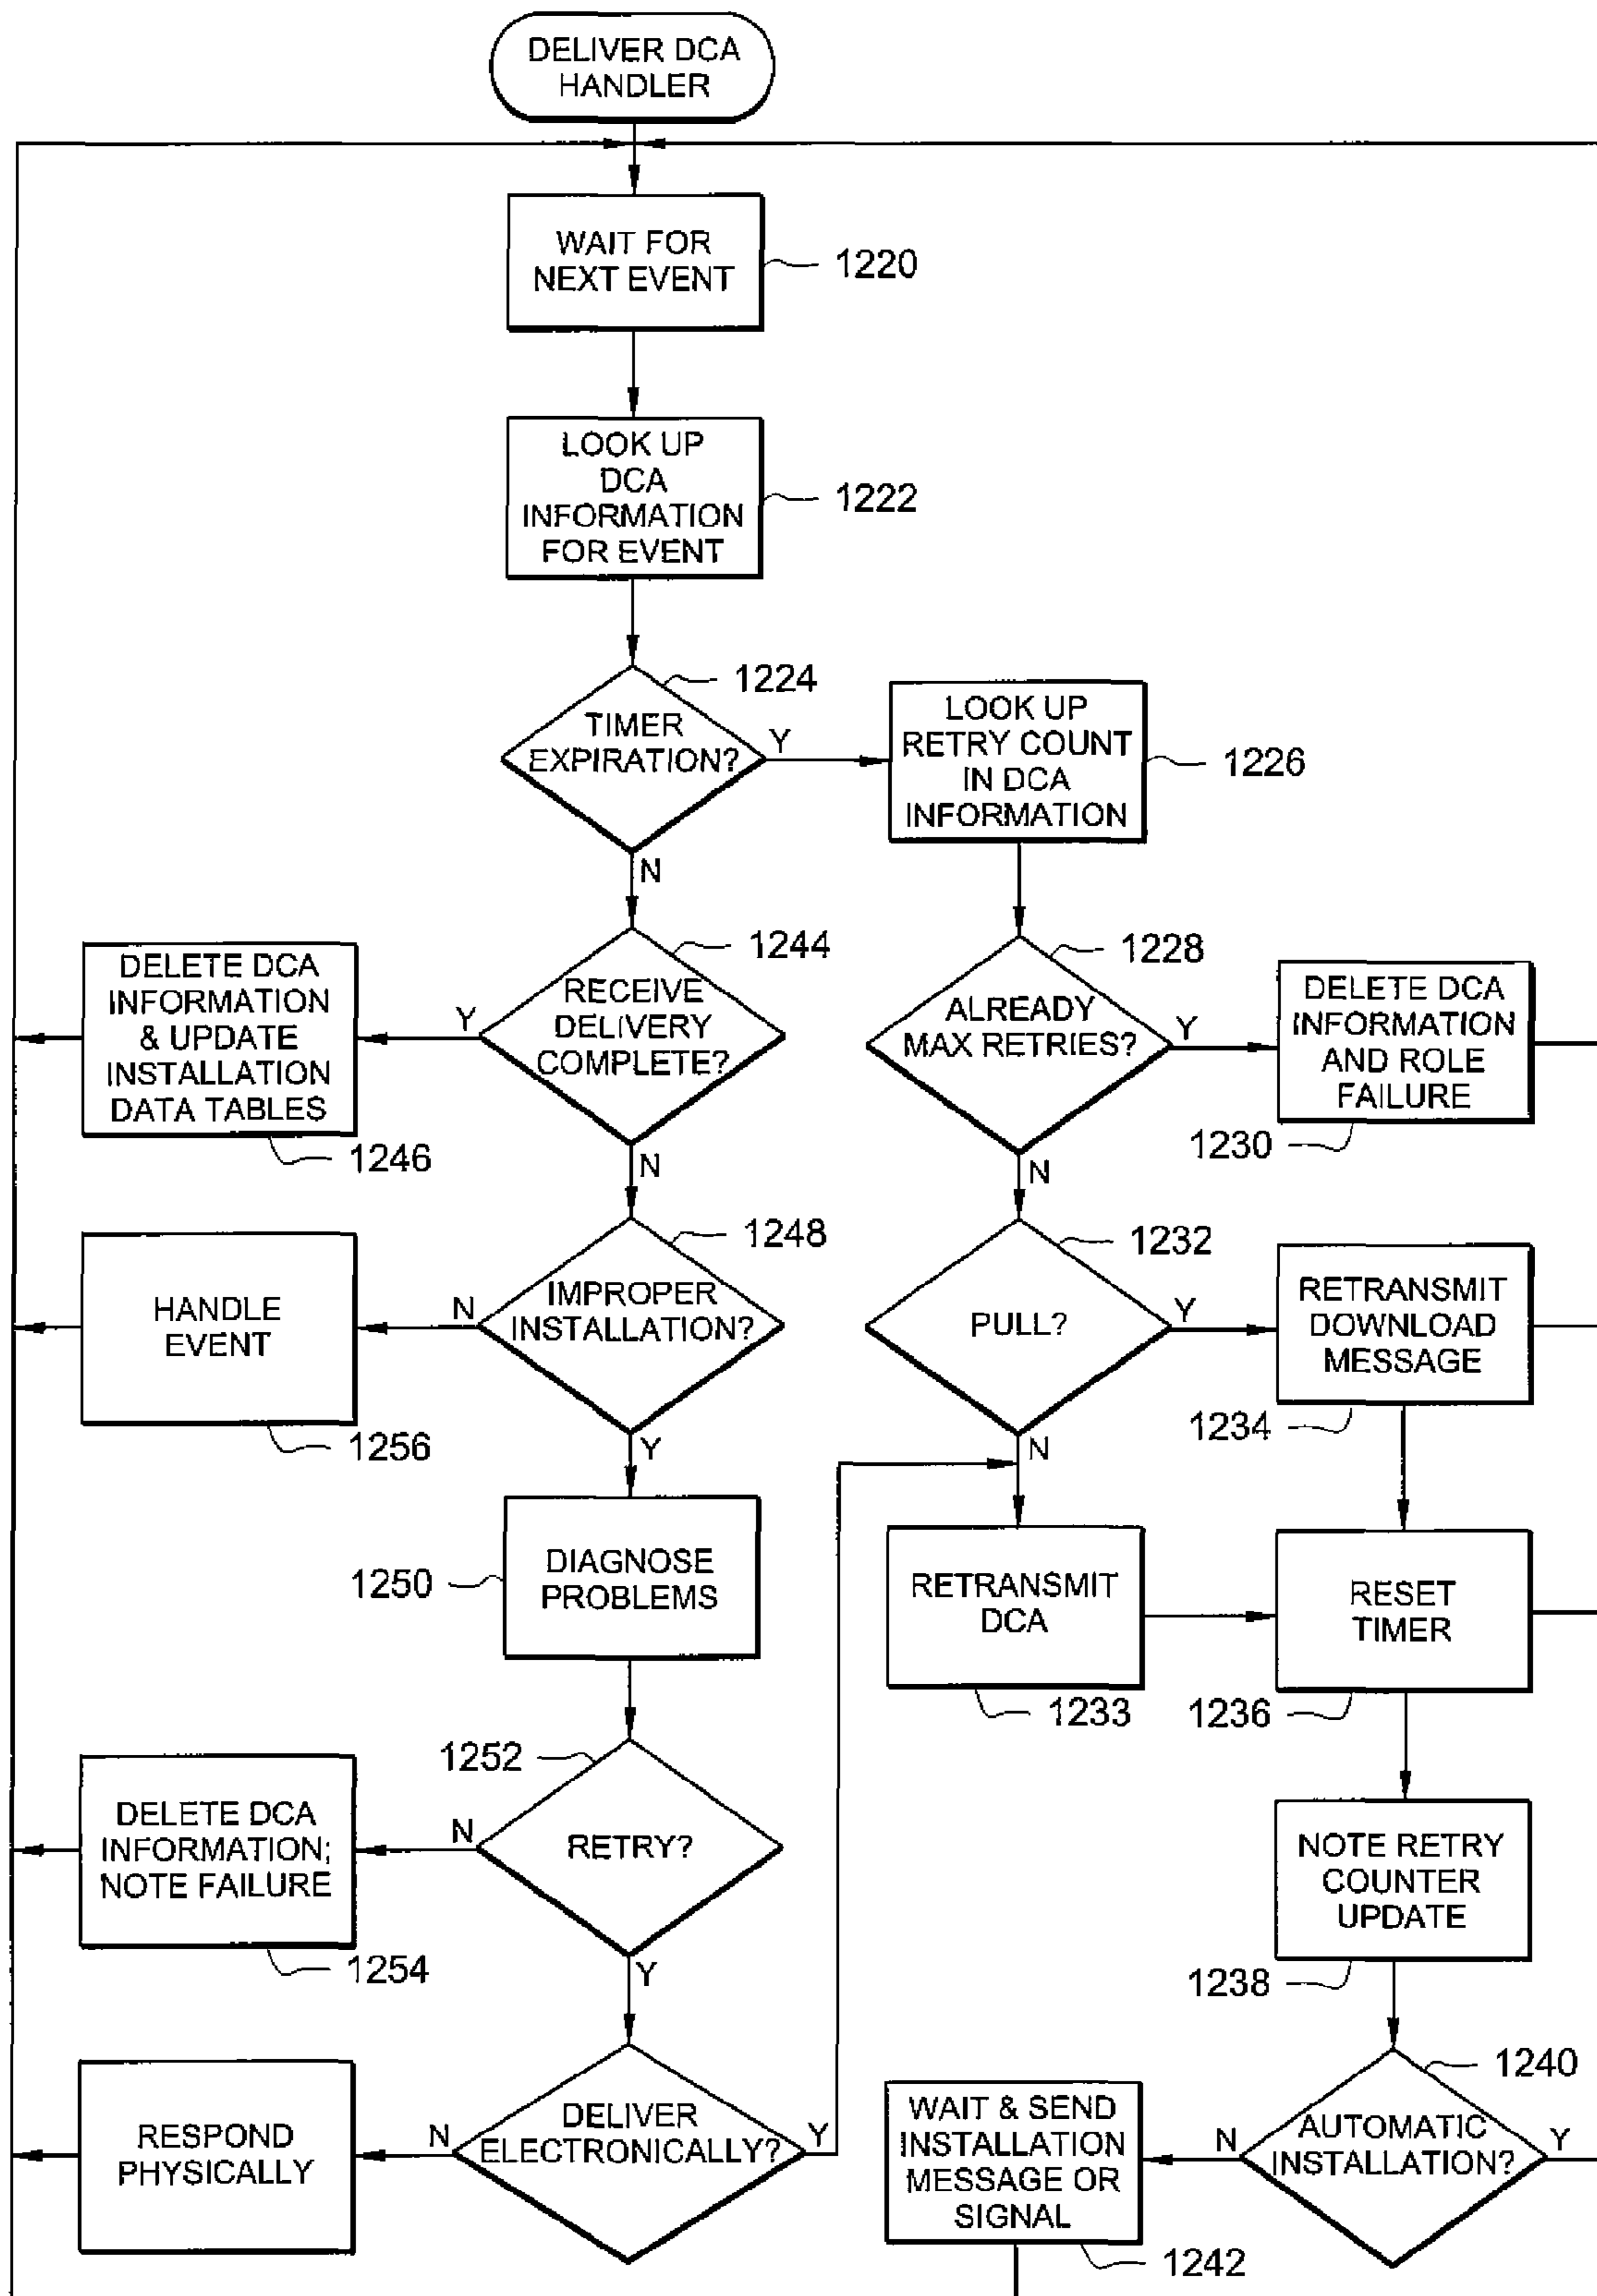 DELIVER DCA
HANDLER
WAIT FOR
NEXT EVENT
1220
LOOK UP
DCA
INFORMATION
FOR EVENT
1222
1224
TIMER
EXPIRATION?
Y
N
LOOK UP
RETRY COUNT
IN DCA
INFORMATION
1226
1244
RECEIVE
DELIVERY
COMPLETE?
Y
N
DELETE DCA
INFORMATION
& UPDATE
INSTALLATION
DATA TABLES
1246
1228
ALREADY
MAX RETRIES?
Y
N
DELETE DCA
INFORMATION
AND ROLE
FAILURE
1230
1248
IMPROPER
INSTALLATION?
N
Y
HANDLE
EVENT
1256
1232
PULL?
Y
N
RETRANSMIT
DOWNLOAD
MESSAGE
1234
DIAGNOSE
PROBLEMS
1250
RETRANSMIT
DCA
1233
RESET
TIMER
1236
1252
RETRY?
N
Y
DELETE DCA
INFORMATION;
NOTE FAILURE
1254
NOTE RETRY
COUNTER
UPDATE
1238
DELIVER
ELECTRONICALLY?
N
Y
RESPOND
PHYSICALLY
1240
AUTOMATIC
INSTALLATION?
N
Y
WAIT & SEND
INSTALLATION
MESSAGE OR
SIGNAL
1242